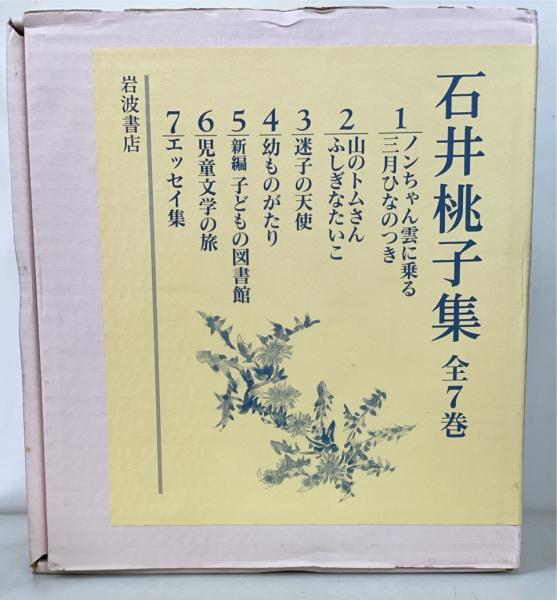 石井桃子集 全7巻
1 ノンちゃん雲に乗る
三月ひなのつき
2 山のトムさん
ふしぎなたいこ
3 迷子の天使
4 幼ものがたり
5 新編 子どもの図書館
6 児童文学の旅
7 エッセイ集
岩波書店